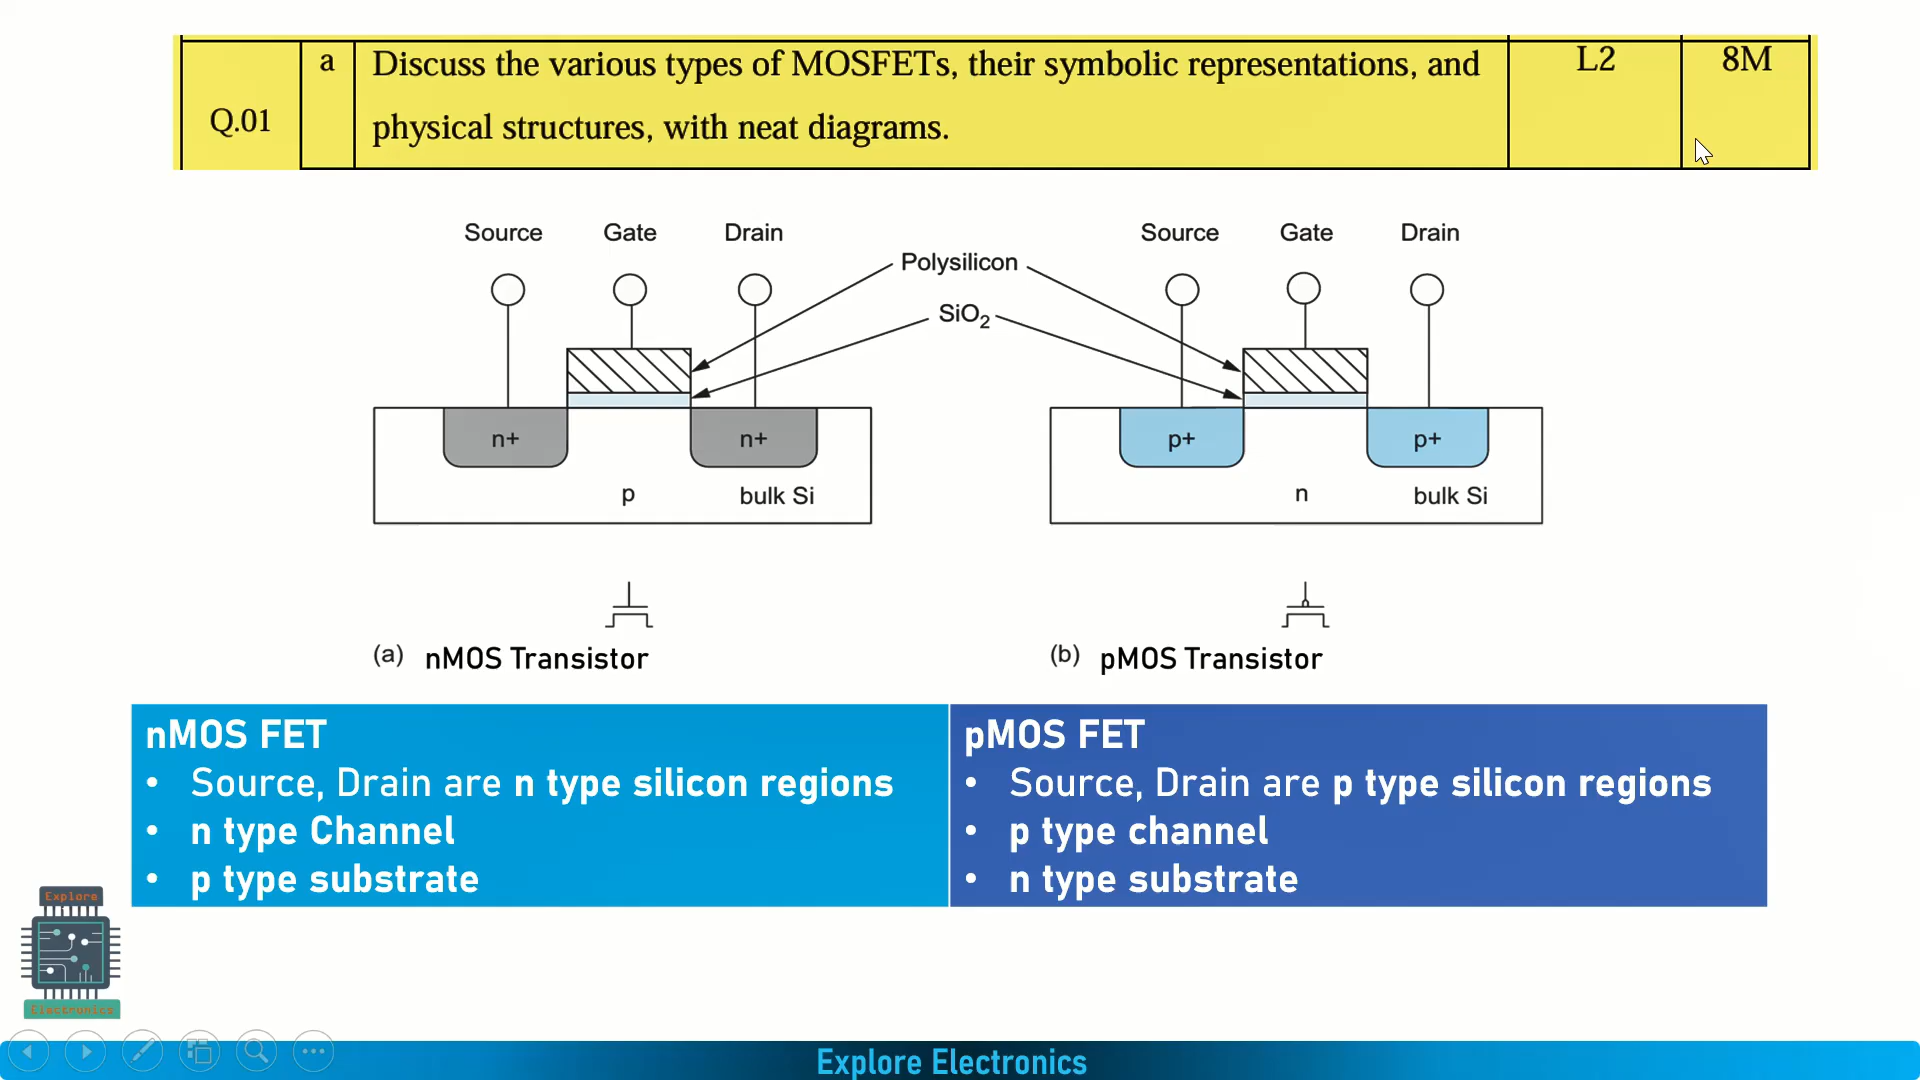 Q.01
a
Discuss the various types of MOSFETs, their symbolic representations, and
physical structures, with neat diagrams.
L2
8M
Source
Gate
Drain
Source
Gate
Drain
Polysilicon
SiO₂
n+
n+
p
bulk Si
p+
p+
n
bulk Si
(a) nMOS Transistor
(b) pMOS Transistor
nMOS FET
• Source, Drain are n type silicon regions
• n type Channel
• p type substrate
pMOS FET
• Source, Drain are p type silicon regions
• p type channel
• n type substrate
Explore
Electronics
Explore Electronics